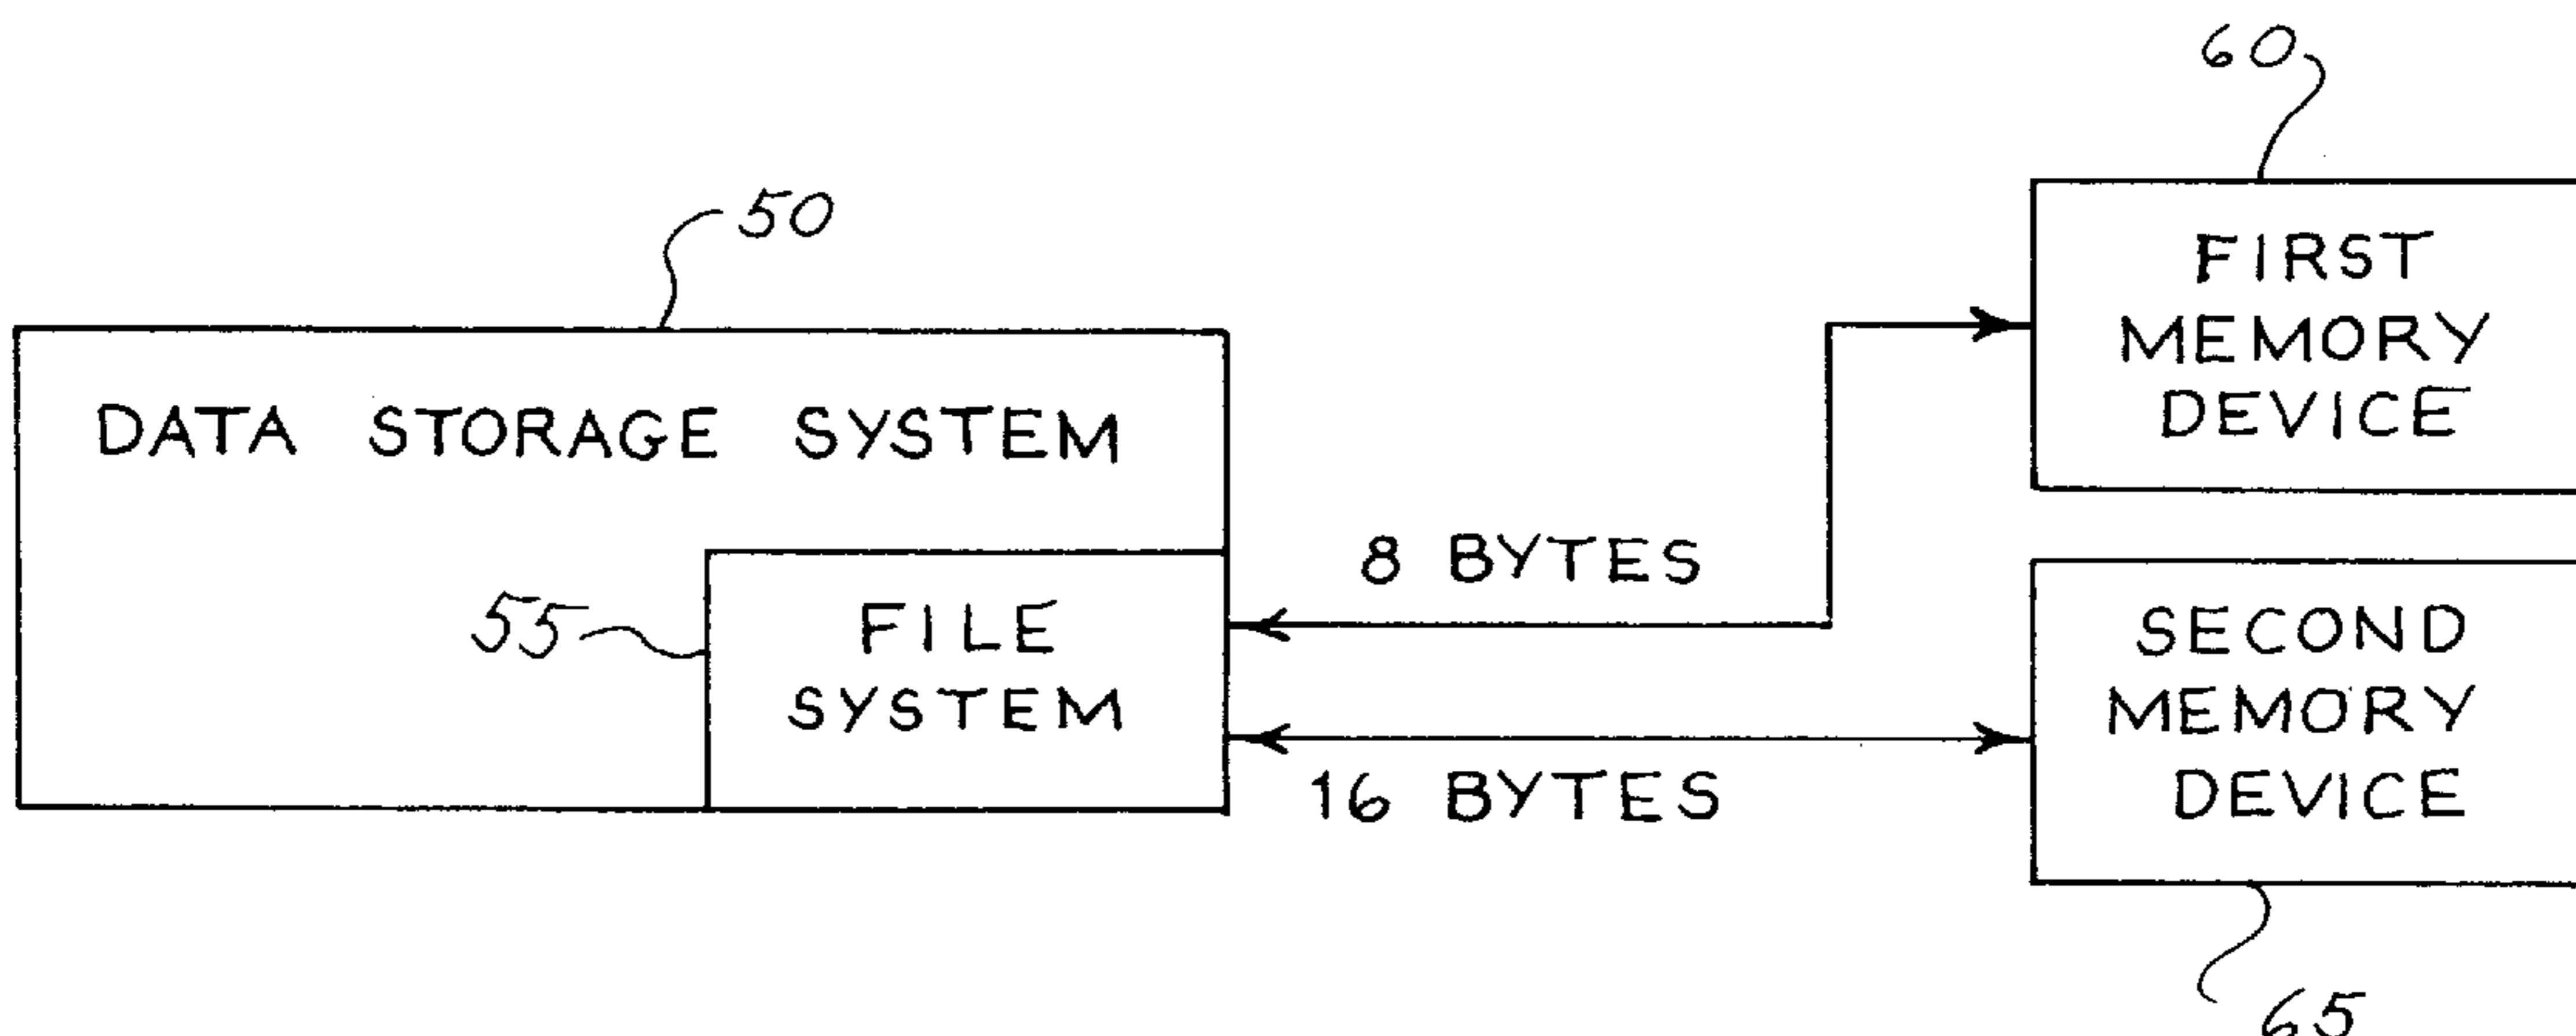 60
50
FIRST
MEMORY
DEVICE
DATA STORAGE SYSTEM
8 BYTES
55
FILE
SYSTEM
SECOND
MEMORY
DEVICE
16 BYTES
65